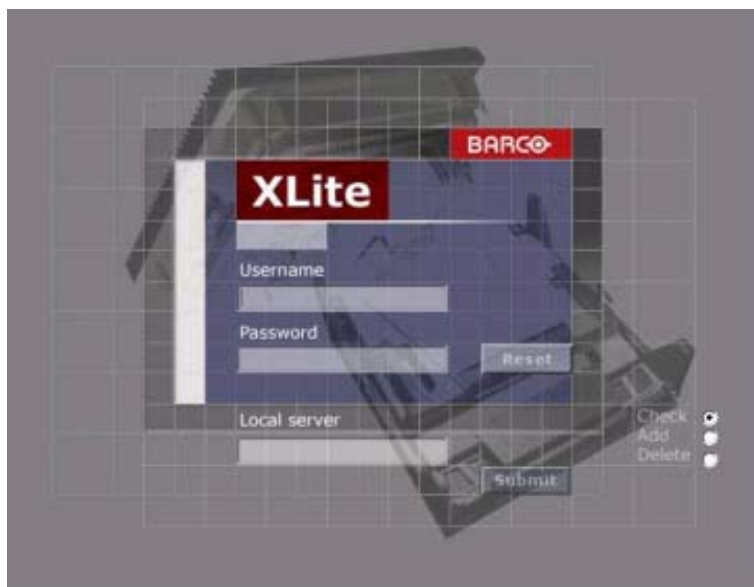 BARCO
XLite
Username
Password
Reset
Local server
Check
Add
Delete
Submit